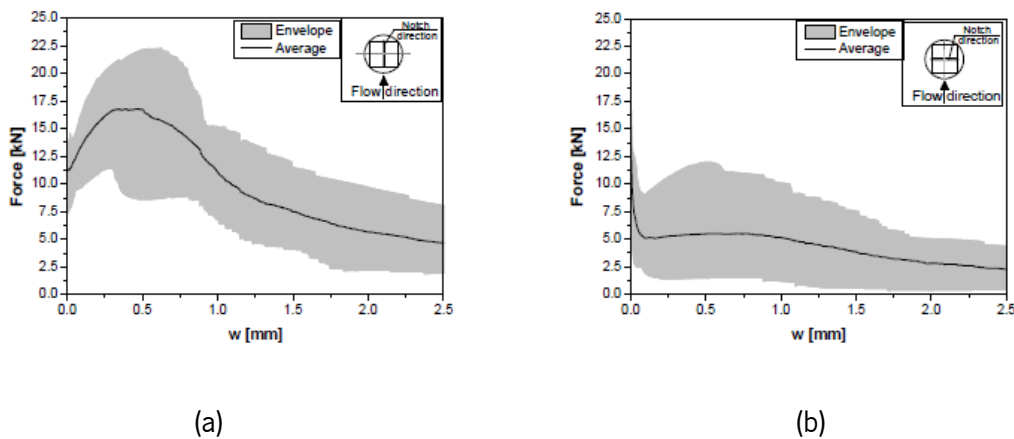 25.0
22.5
20.0
17.5
15.0
12.5
10.0
7.5
5.0
2.5
0.0
Force [kN]
0.0 0.5 1.0 1.5 2.0 2.5
w [mm]
Envelope
Average
Notch
direction
Flow direction
(a)
25.0
22.5
20.0
17.5
15.0
12.5
10.0
7.5
5.0
2.5
0.0
Force [kN]
0.0 0.5 1.0 1.5 2.0 2.5
w [mm]
Envelope
Average
Notch
direction
Flow direction
(b)